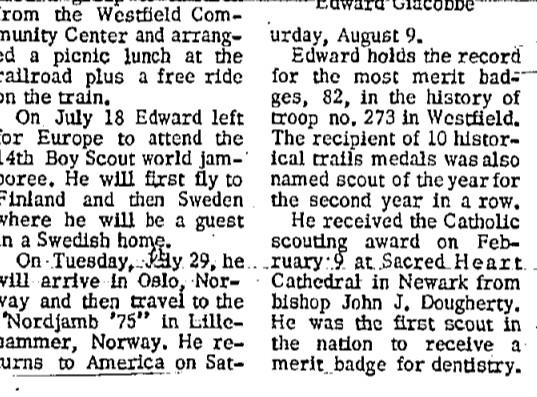 from the Westfield Com-
munity Center and arrang-
ed a picnic lunch at the
railroad plus a free ride
on the train.
On July 18 Edward left
for Europe to attend the
14th Boy Scout world jam-
boree. He will first fly to
Finland and then Sweden
where he will be a guest
in a Swedish home.
On Tuesday, July 29, he
will arrive in Oslo, Nor-
way and then travel to the
"Nordjamb '75" in Lille-
hammer, Norway. He re-
turns to America on Sat-
Edward Giacobbe
urday, August 9.
Edward holds the record
for the most merit bad-
ges, 82, in the history of
troop no. 273 in Westfield.
The recipient of 10 histor-
ical trails medals was also
named scout of the year for
the second year in a row.
He received the Catholic
scouting award on Feb-
ruary 9 at Sacred Heart
Cathedral in Newark from
bishop John J. Dougherty.
He was the first scout in
the nation to receive a
merit badge for dentistry.